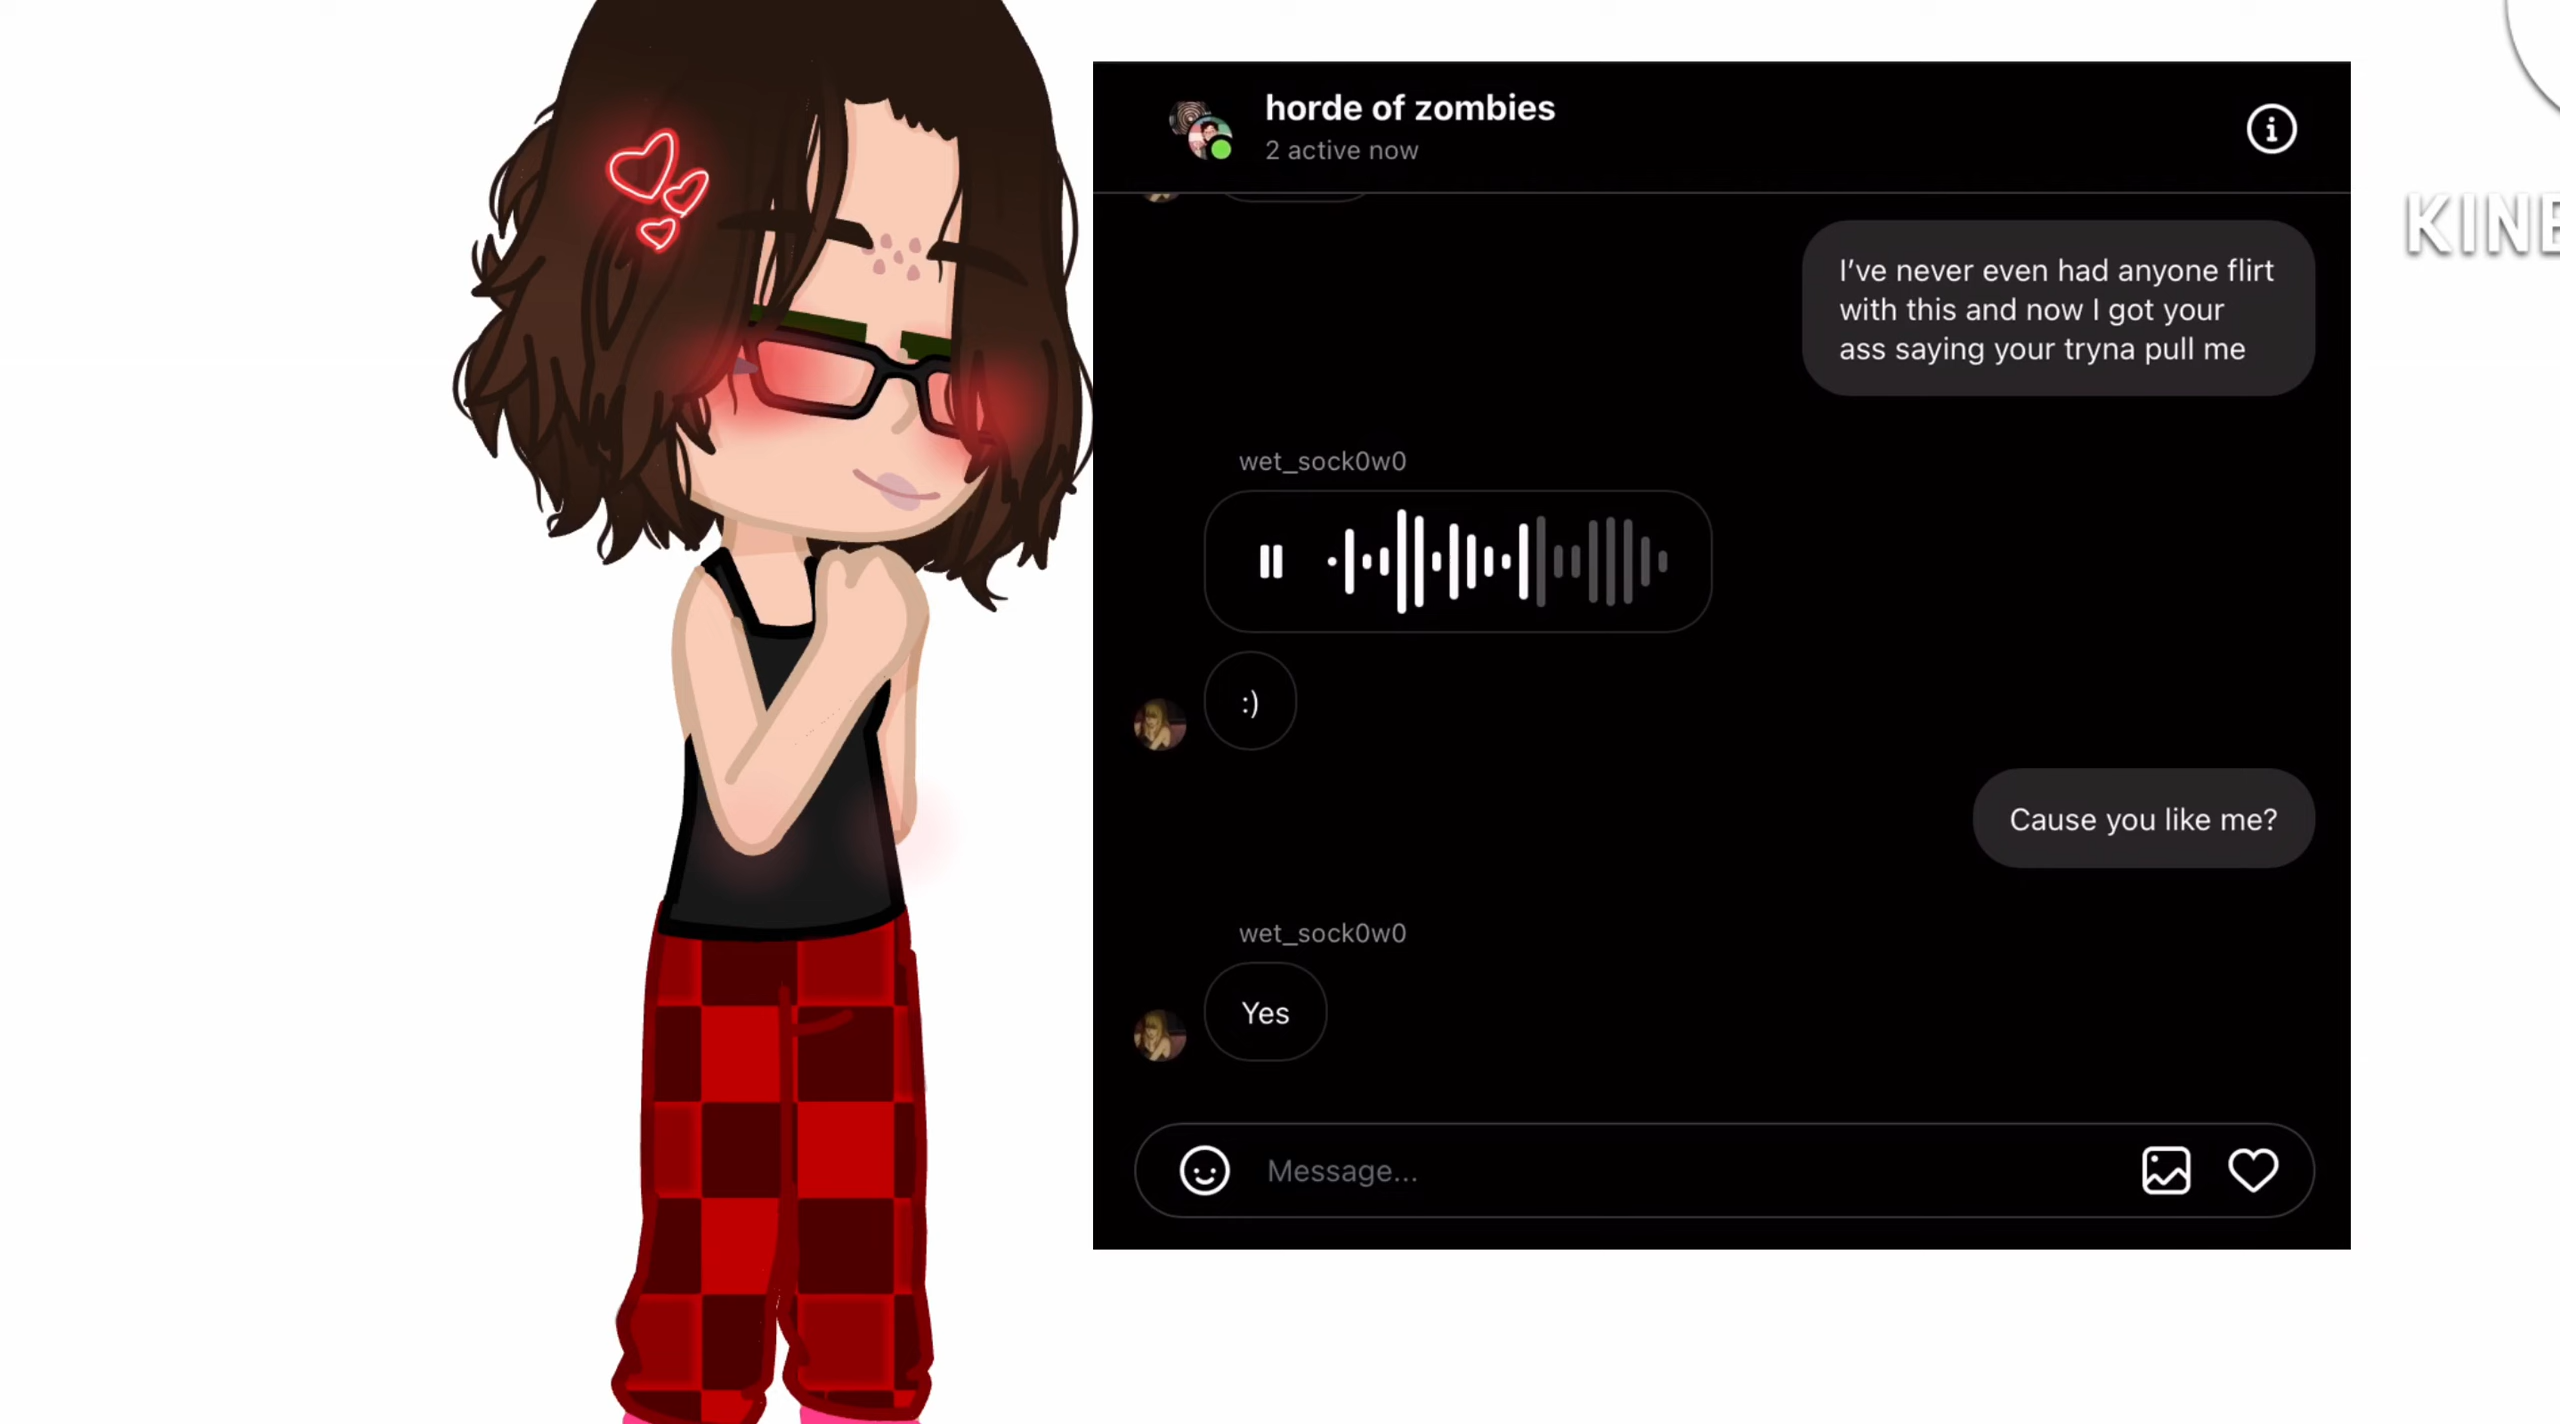 horde of zombies
2 active now
I've never even had anyone flirt
with this and now I got your
ass saying your tryna pull me
wet_sock0w0
:)
Cause you like me?
wet_sock0w0
Yes
Message...
KINE